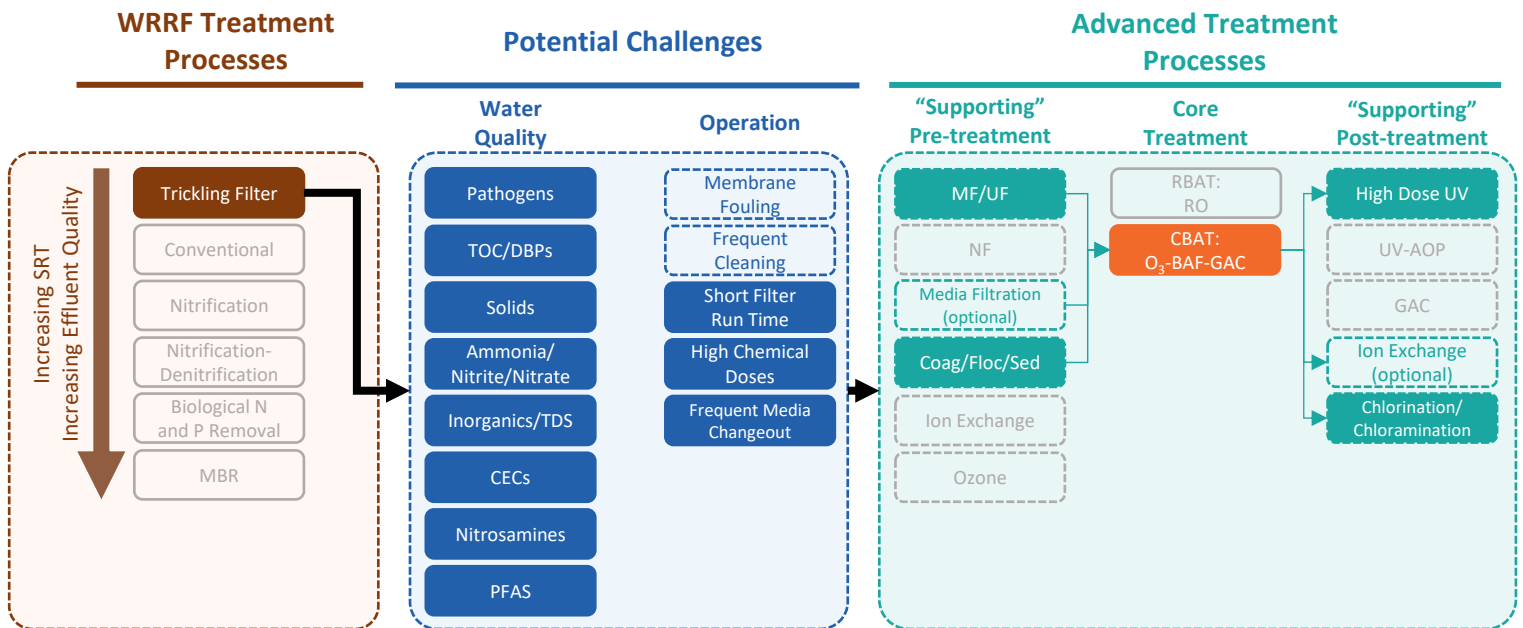 WRRF Treatment
Processes
Potential Challenges
Advanced Treatment
Processes
Water
Quality
Operation
“Supporting”
Pre-treatment
Core
Treatment
“Supporting”
Post-treatment
Increasing SRT
Increasing Effluent Quality
Trickling Filter
Conventional
Nitrification
Nitrification-
Denitrification
Biological N
and P Removal
MBR
Pathogens
TOC/DBPs
Solids
Ammonia/
Nitrite/Nitrate
Inorganics/TDS
CECs
Nitrosamines
PFAS
Membrane
Fouling
Frequent
Cleaning
Short Filter
Run Time
High Chemical
Doses
Frequent Media
Changeout
MF/UF
NF
Media Filtration
(optional)
Coag/Floc/Sed
Ion Exchange
Ozone
RBAT:
RO
CBAT:
O₃-BAF-GAC
High Dose UV
UV-AOP
GAC
Ion Exchange
(optional)
Chlorination/
Chloramination